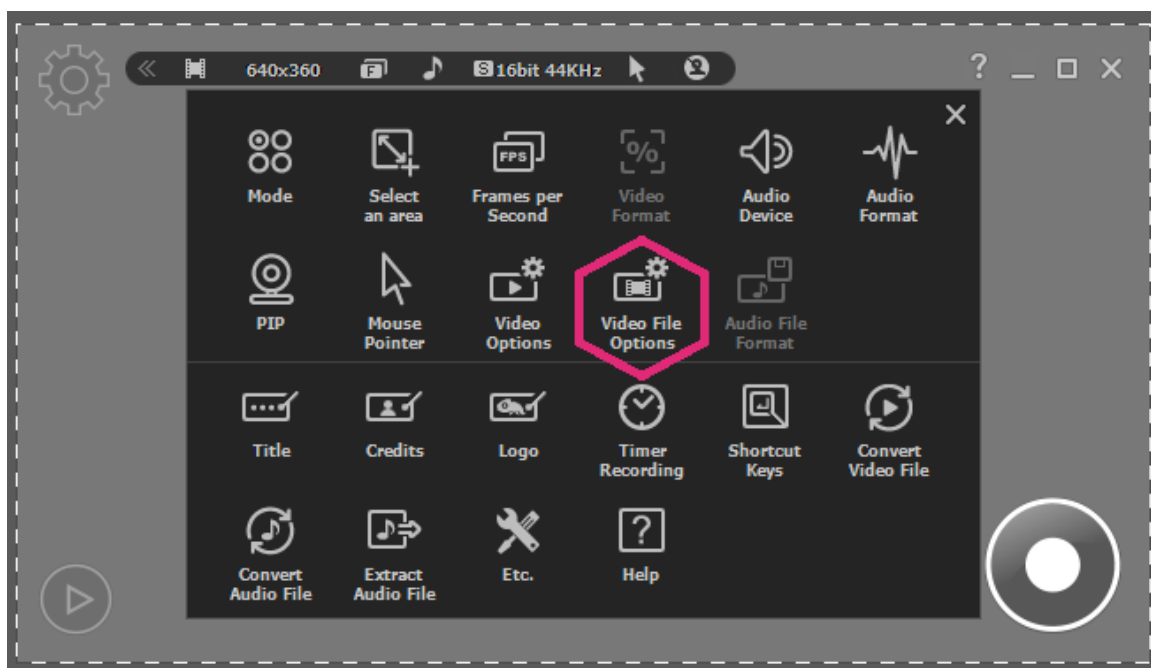 640x360 F S 16bit 44KHz ?
Mode
Select
an area
FPS
Frames per
Second
%
Video
Format
Audio
Device
Audio
Format
PIP
Mouse
Pointer
Video
Options
Video File
Options
Audio File
Format
Title
Credits
Logo
Timer
Recording
Shortcut
Keys
Convert
Video File
Convert
Audio File
Extract
Audio File
Etc.
?
Help